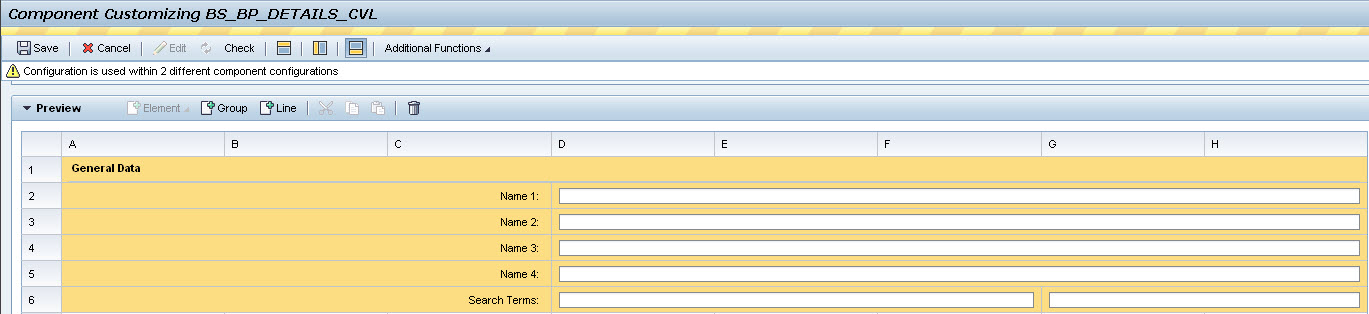 Component Customizing BS_BP_DETAILS_CVL
Save Cancel Edit Check Additional Functions
Configuration is used within 2 different component configurations
Preview Element Group Line
A B C D E F G H
1 General Data
2 Name 1:
3 Name 2:
4 Name 3:
5 Name 4:
6 Search Terms: